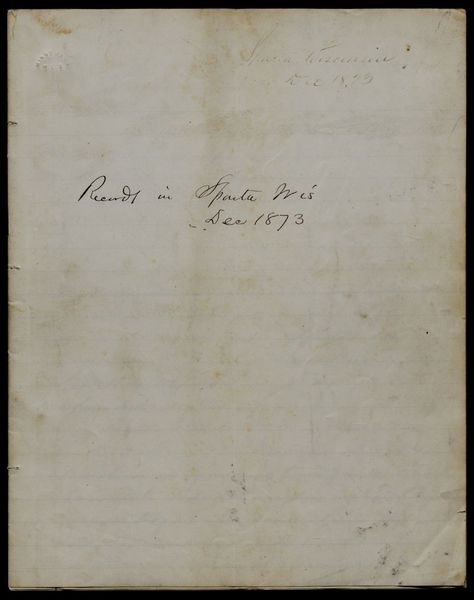 Sparta Wisconsin
Dec 1873
Records in Sparta Wis
Dec 1873